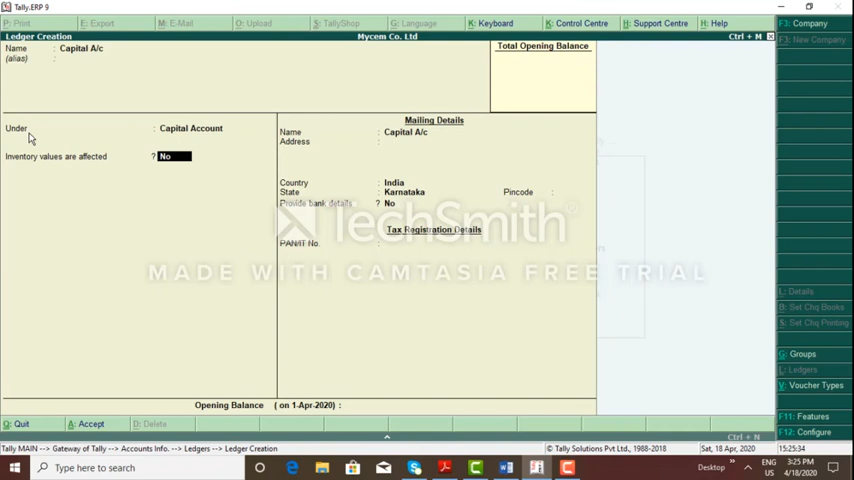 Tally.ERP 9
P: Print E: Export M: E-Mail O: Upload S: TallyShop G: Language K: Keyboard K: Control Centre H: Support Centre H: Help F3: Company
Ledger Creation Mycem Co. Ltd Ctrl + M F3: New Company
Name : Capital A/c Total Opening Balance
(alias) :
Mailing Details
Under : Capital Account Name : Capital A/c
Address :
Inventory values are affected ? No
Country : India
State : Karnataka Pincode :
Provide bank details ? No
TechSmith®
Tax Registration Details
PAN/IT No. :
MADE WITH CAMTASIA FREE TRIAL
L: Details
B: Set Chq Books
S: Set Chq Printing
G: Groups
L: Ledgers
V: Voucher Types
Opening Balance ( on 1-Apr-2020) :
F11: Features
Q: Quit A: Accept D: Delete F12: Configure
Ctrl + N
Tally MAIN --> Gateway of Tally --> Accounts Info. --> Ledgers --> Ledger Creation © Tally Solutions Pvt Ltd., 1988-2018 Sat, 18 Apr, 2020 15:25:34
Type here to search Desktop ENG 3:25 PM
US 4/18/2020